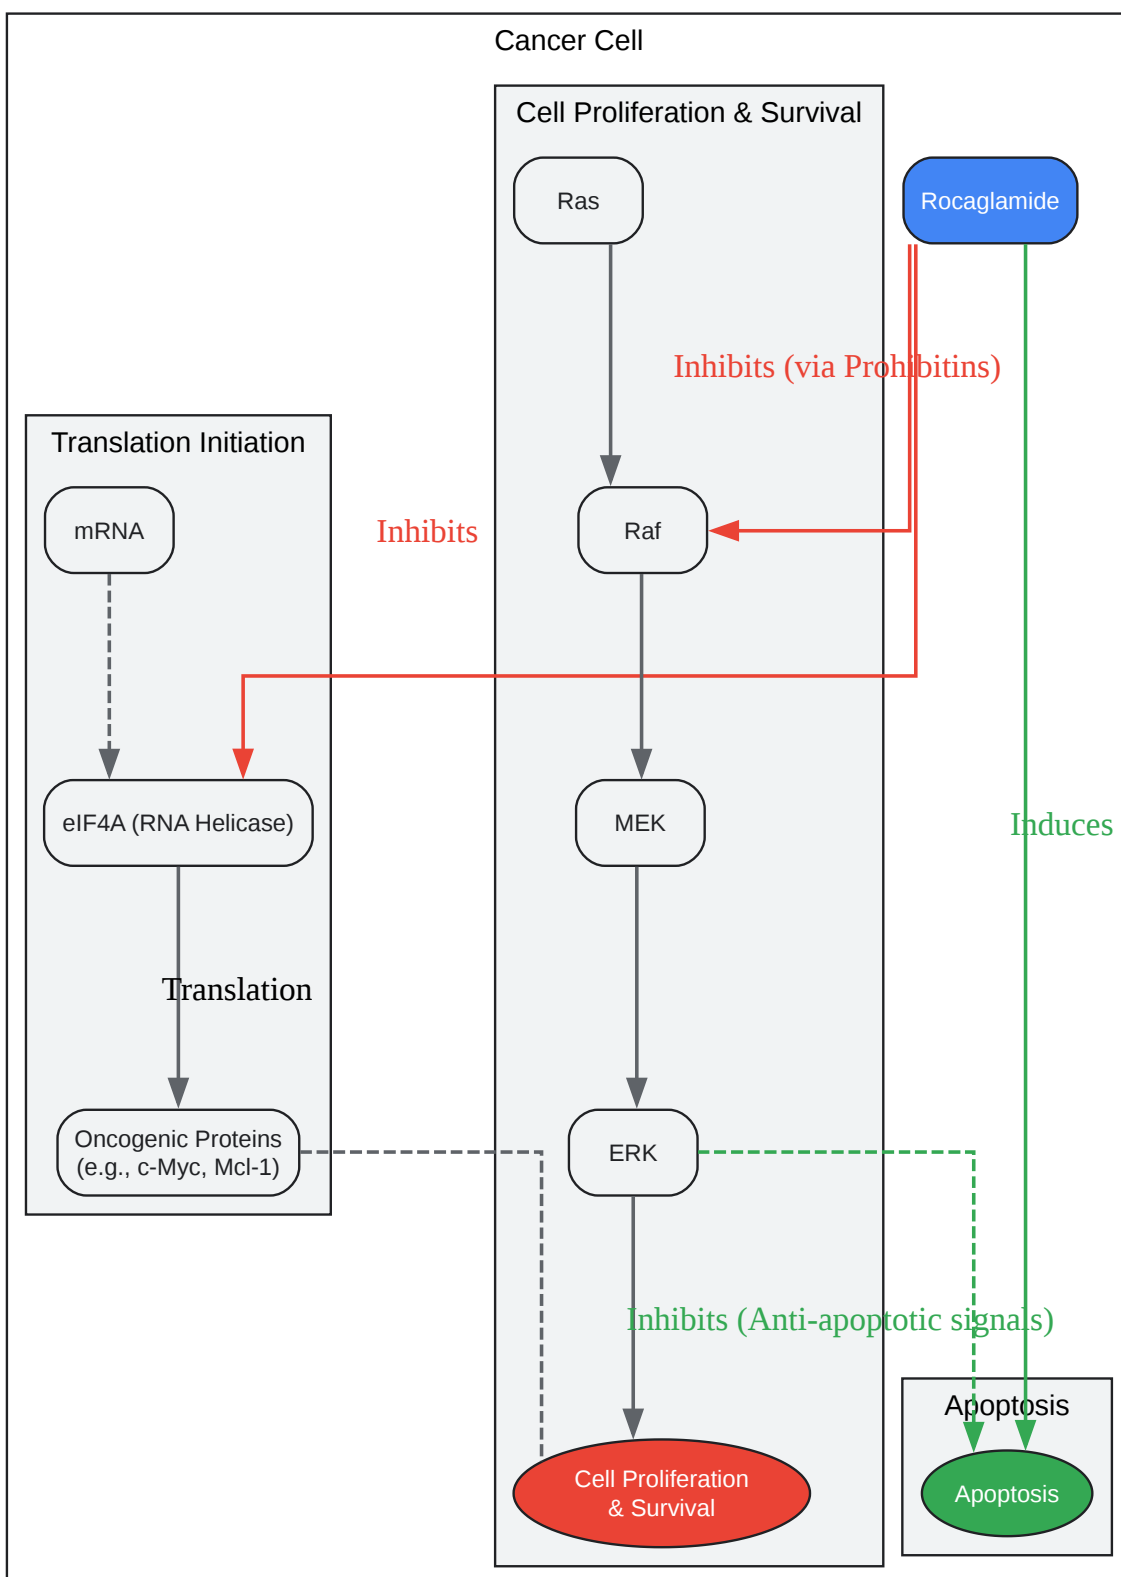 Cancer Cell
Cell Proliferation & Survival
Ras
Rocaglamide
Inhibits (via Prohibitins)
Translation Initiation
mRNA
Inhibits
Raf
eIF4A (RNA Helicase)
MEK
Induces
Translation
Oncogenic Proteins
(e.g., c-Myc, Mcl-1)
ERK
Inhibits (Anti-apoptotic signals)
Apoptosis
Cell Proliferation
& Survival
Apoptosis